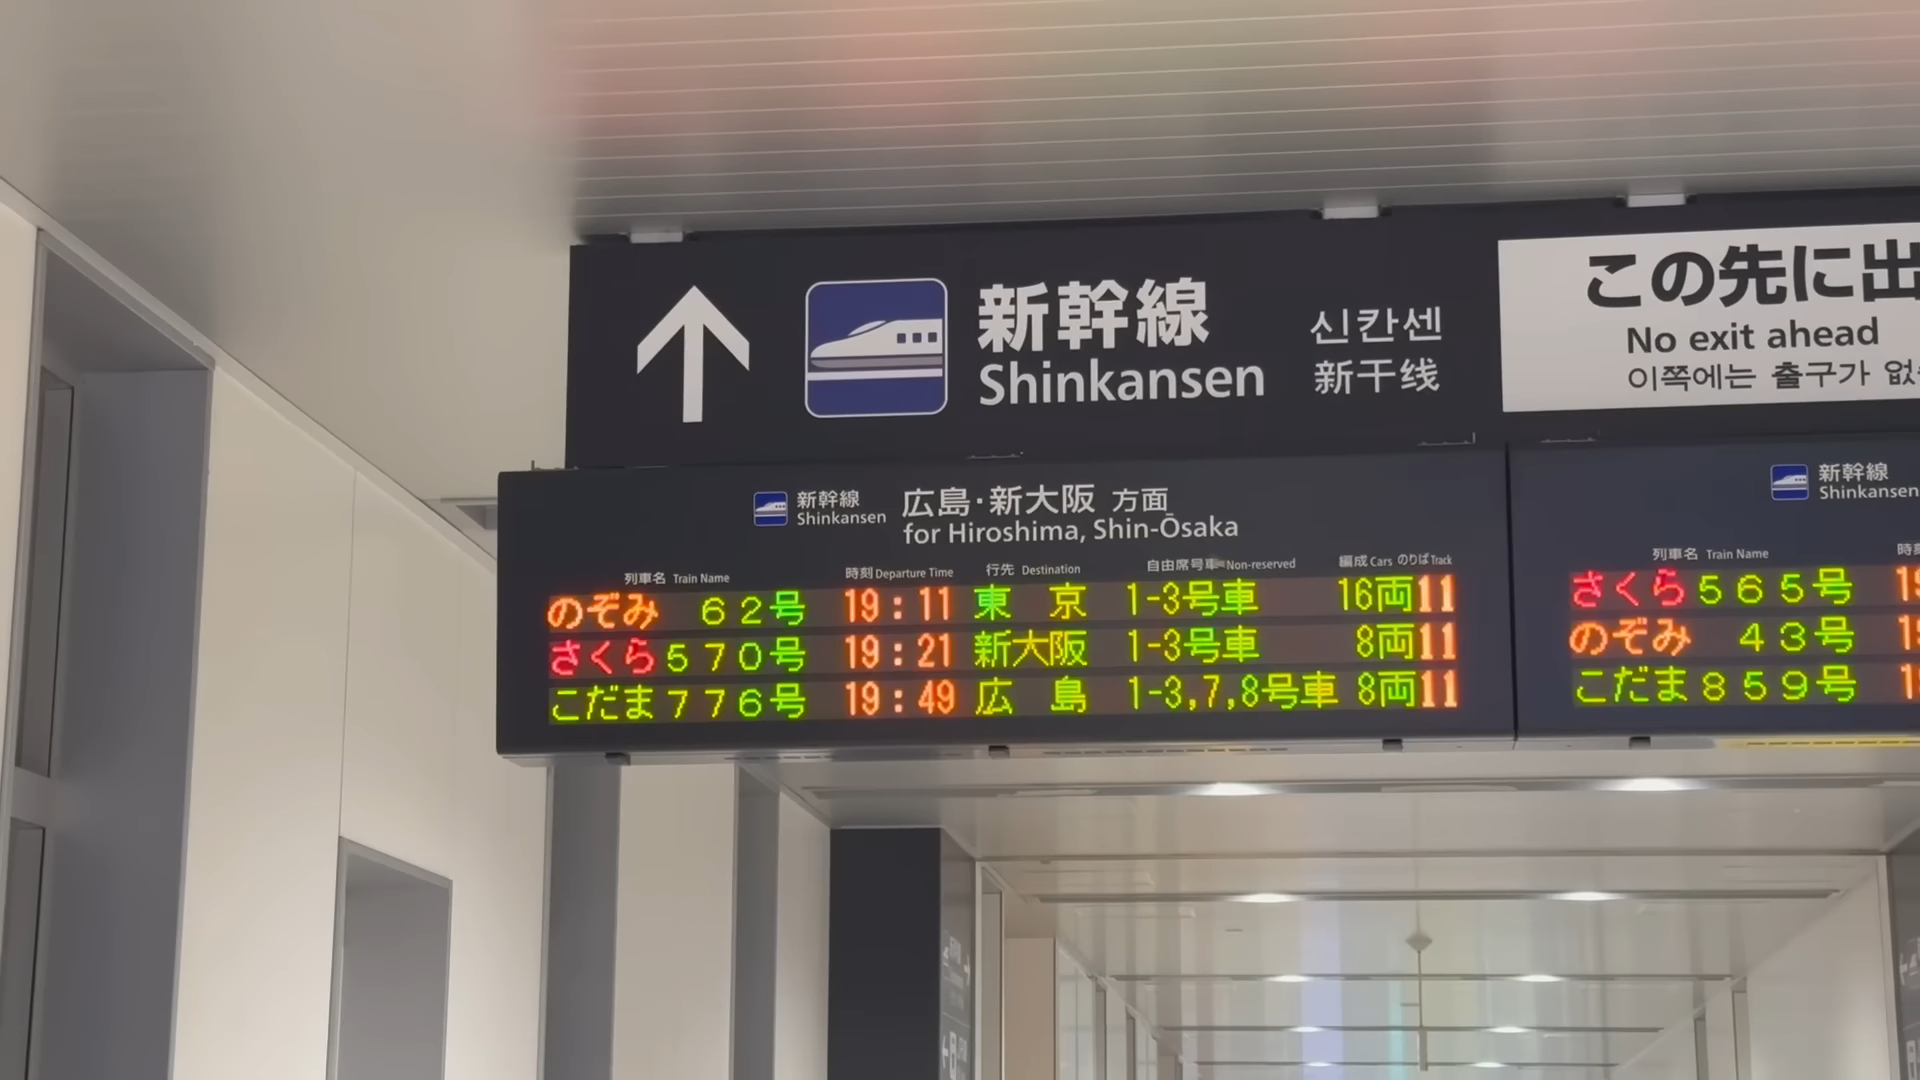 新幹線
Shinkansen
신칸센
新干线
この先に出
No exit ahead
이쪽에는 출구가
新幹線
Shinkansen
広島・新大阪 方面
for Hiroshima, Shin-Ōsaka
列車名 Train Name 時刻 Departure Time 行先 Destination 自由席号車 Non-reserved 編成 Cars のりば Track
のぞみ 62号 19:11 東 京 1-3号車 16両 11
さくら570号 19:21 新大阪 1-3号車 8両 11
こだま776号 19:49 広 島 1-3,7,8号車 8両 11
新幹線
Shinkansen
列車名 Train Name
さくら565号
のぞみ 43号
こだま859号